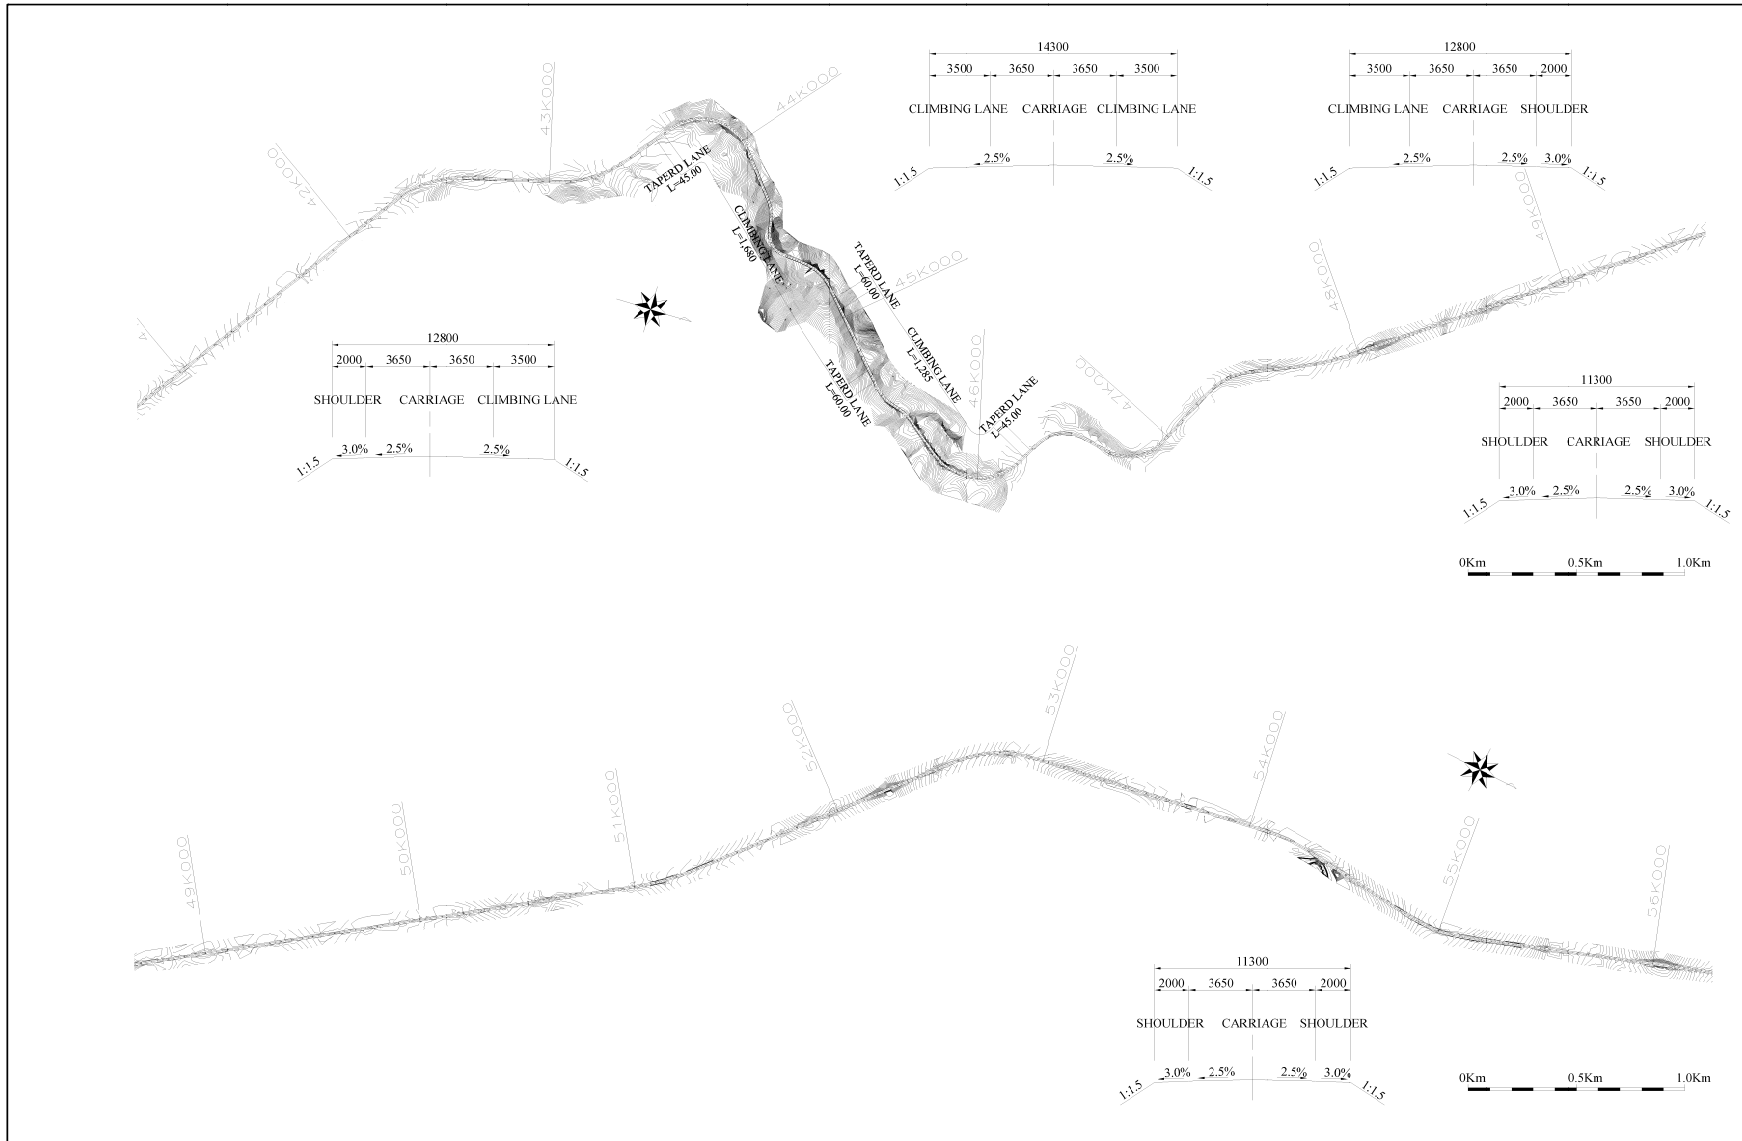 14300
3500 3650 3650 3500
CLIMBING LANE CARRIAGE CLIMBING LANE
2.5% 2.5%
1:1.5 1:1.5
12800
3500 3650 3650 2000
CLIMBING LANE CARRIAGE SHOULDER
2.5% 2.5% 3.0%
1:1.5 1:1.5
42K000
43K000
44K000
TAPERD LANE
L=45.00
CLIMBING LANE
L=1,680
TAPERD LANE
L=60.00
45K000
TAPERD LANE
L=60.00
CLIMBING LANE
L=1,285
46K000
TAPERD LANE
L=45.00
47K000
48K000
49K000
12800
2000 3650 3650 3500
SHOULDER CARRIAGE CLIMBING LANE
3.0% 2.5% 2.5%
1:1.5 1:1.5
11300
2000 3650 3650 2000
SHOULDER CARRIAGE SHOULDER
3.0% 2.5% 2.5% 3.0%
1:1.5 1:1.5
0Km 0.5Km 1.0Km
49K000
50K000
51K000
52K000
53K000
54K000
55K000
56K000
11300
2000 3650 3650 2000
SHOULDER CARRIAGE SHOULDER
3.0% 2.5% 2.5% 3.0%
1:1.5 1:1.5
0Km 0.5Km 1.0Km